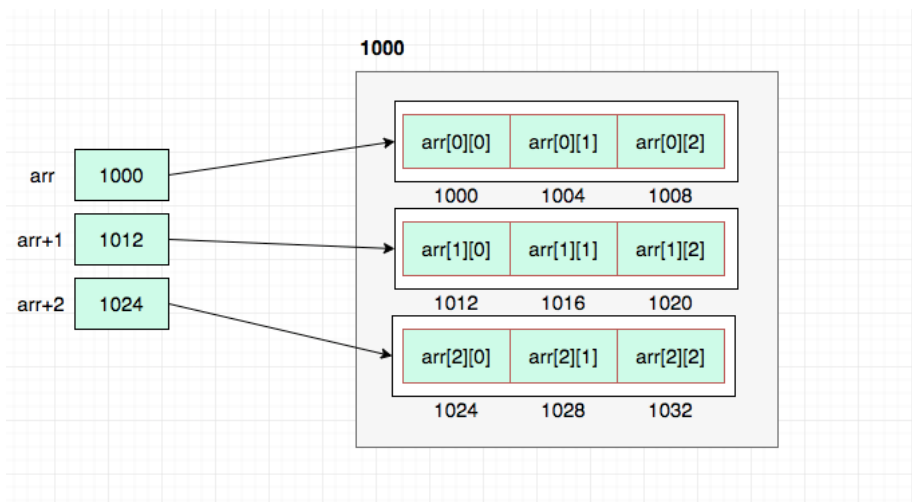 1000
arr 1000
arr[0][0] arr[0][1] arr[0][2]
1000 1004 1008
arr+1 1012
arr[1][0] arr[1][1] arr[1][2]
1012 1016 1020
arr+2 1024
arr[2][0] arr[2][1] arr[2][2]
1024 1028 1032